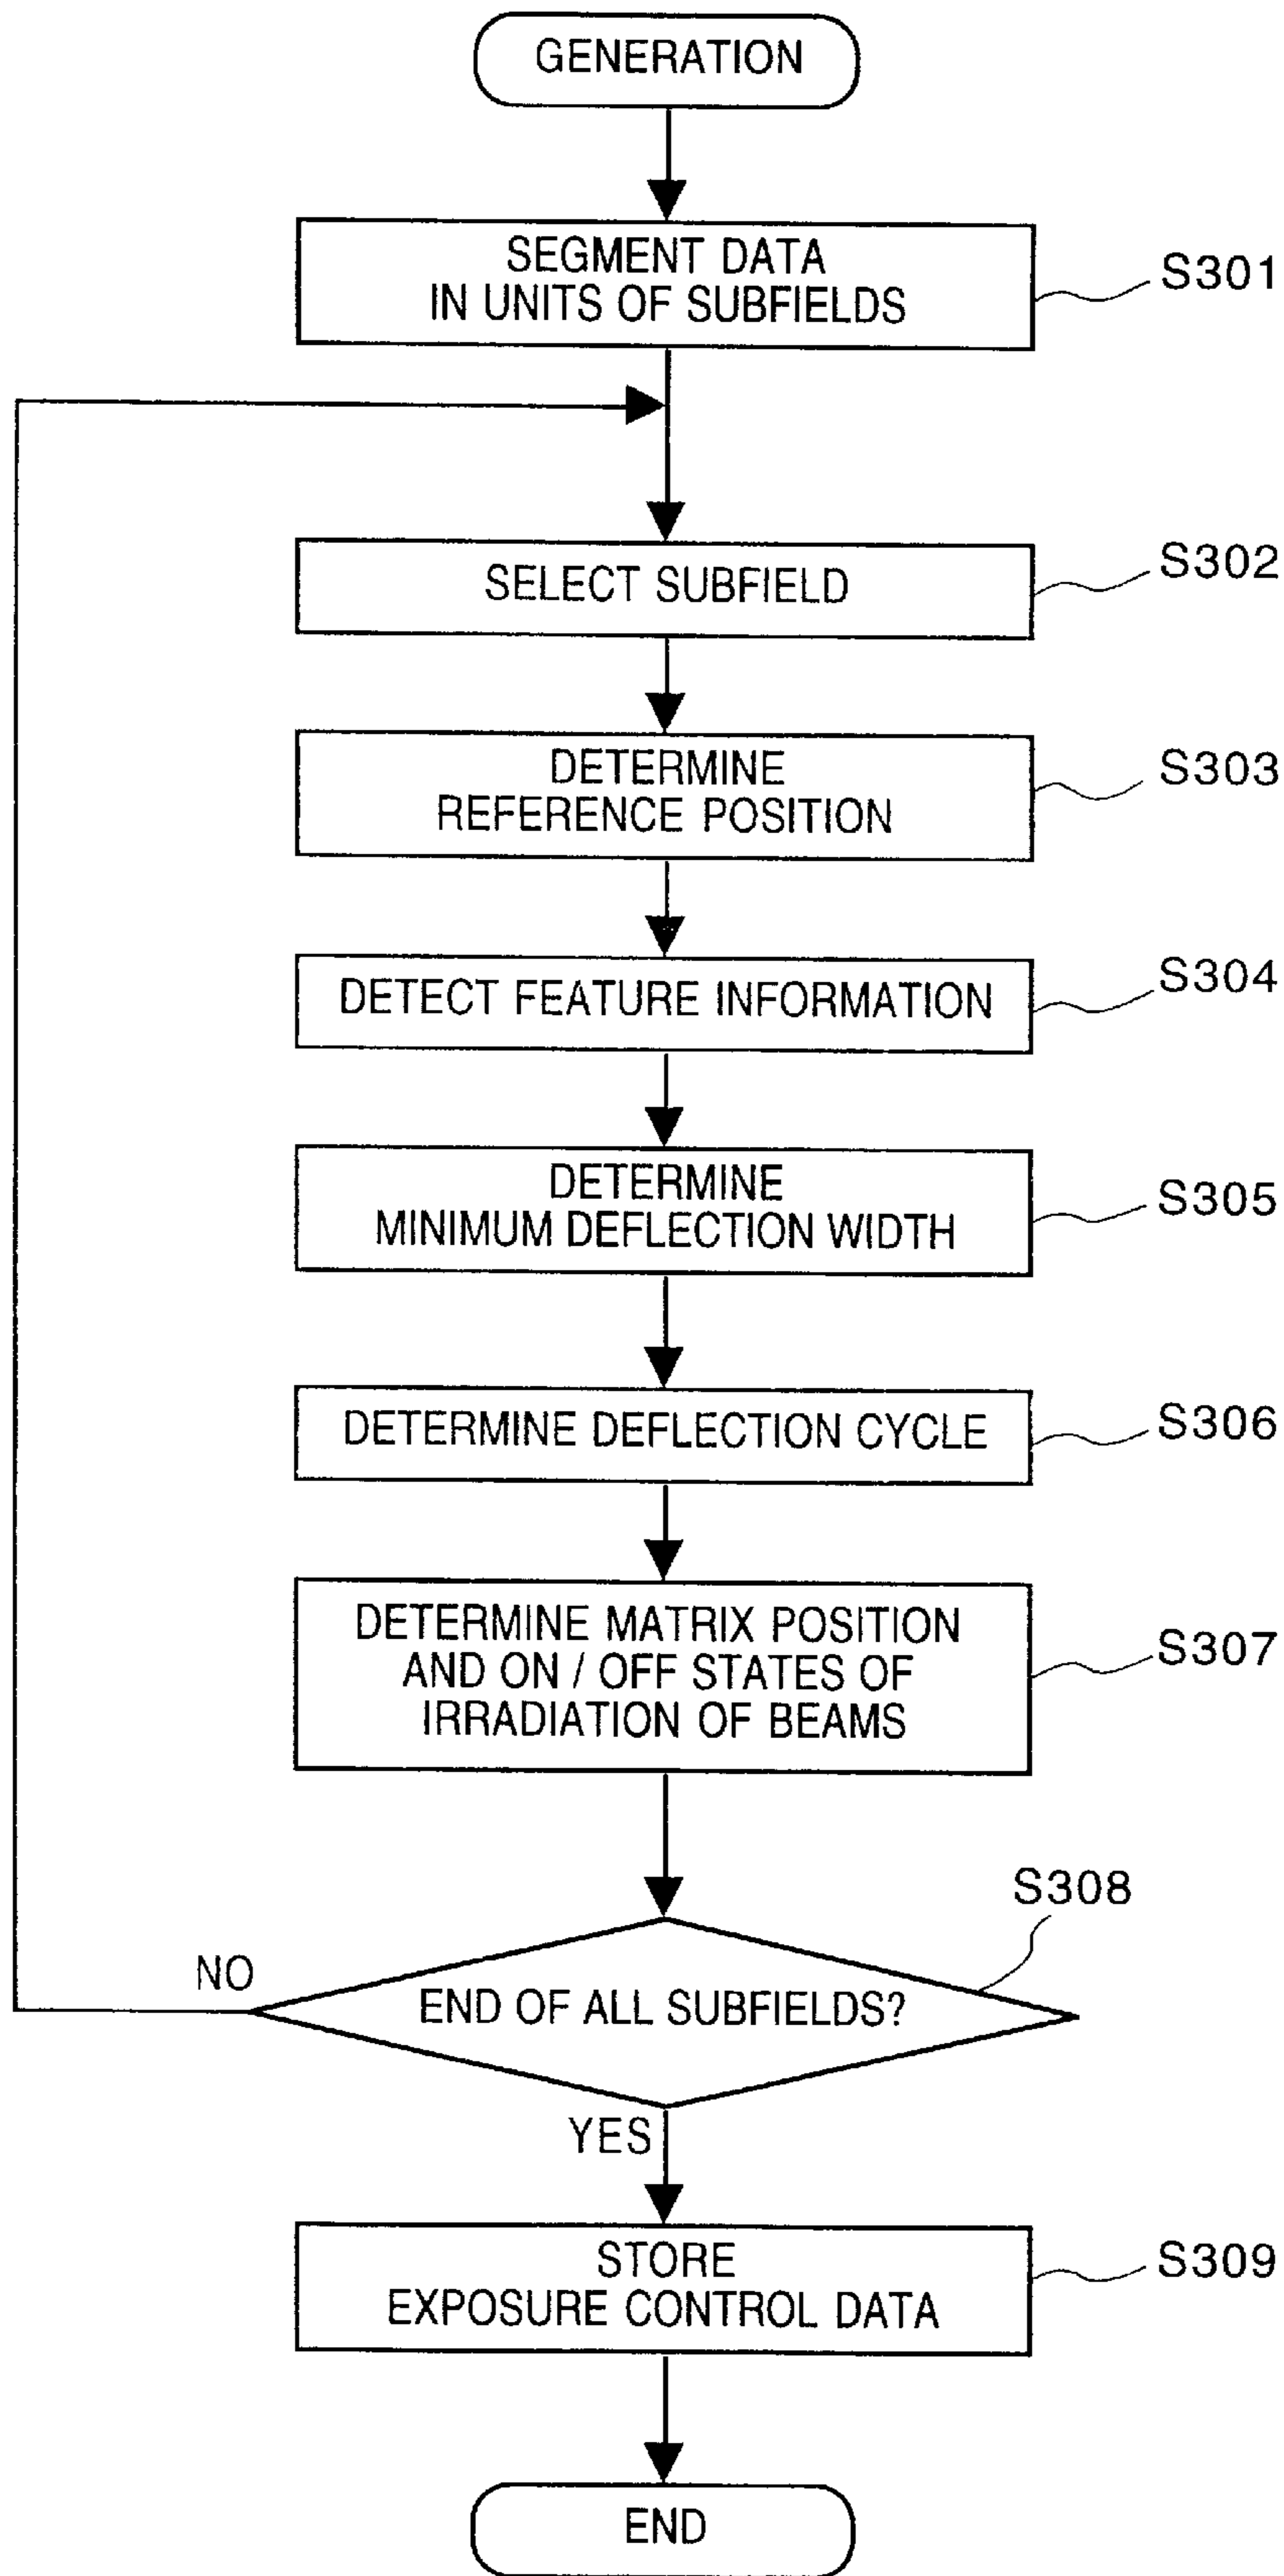 GENERATION
SEGMENT DATA
IN UNITS OF SUBFIELDS
S301
SELECT SUBFIELD
S302
DETERMINE
REFERENCE POSITION
S303
DETECT FEATURE INFORMATION
S304
DETERMINE
MINIMUM DEFLECTION WIDTH
S305
DETERMINE DEFLECTION CYCLE
S306
DETERMINE MATRIX POSITION
AND ON / OFF STATES OF
IRRADIATION OF BEAMS
S307
S308
NO
END OF ALL SUBFIELDS?
YES
STORE
EXPOSURE CONTROL DATA
S309
END